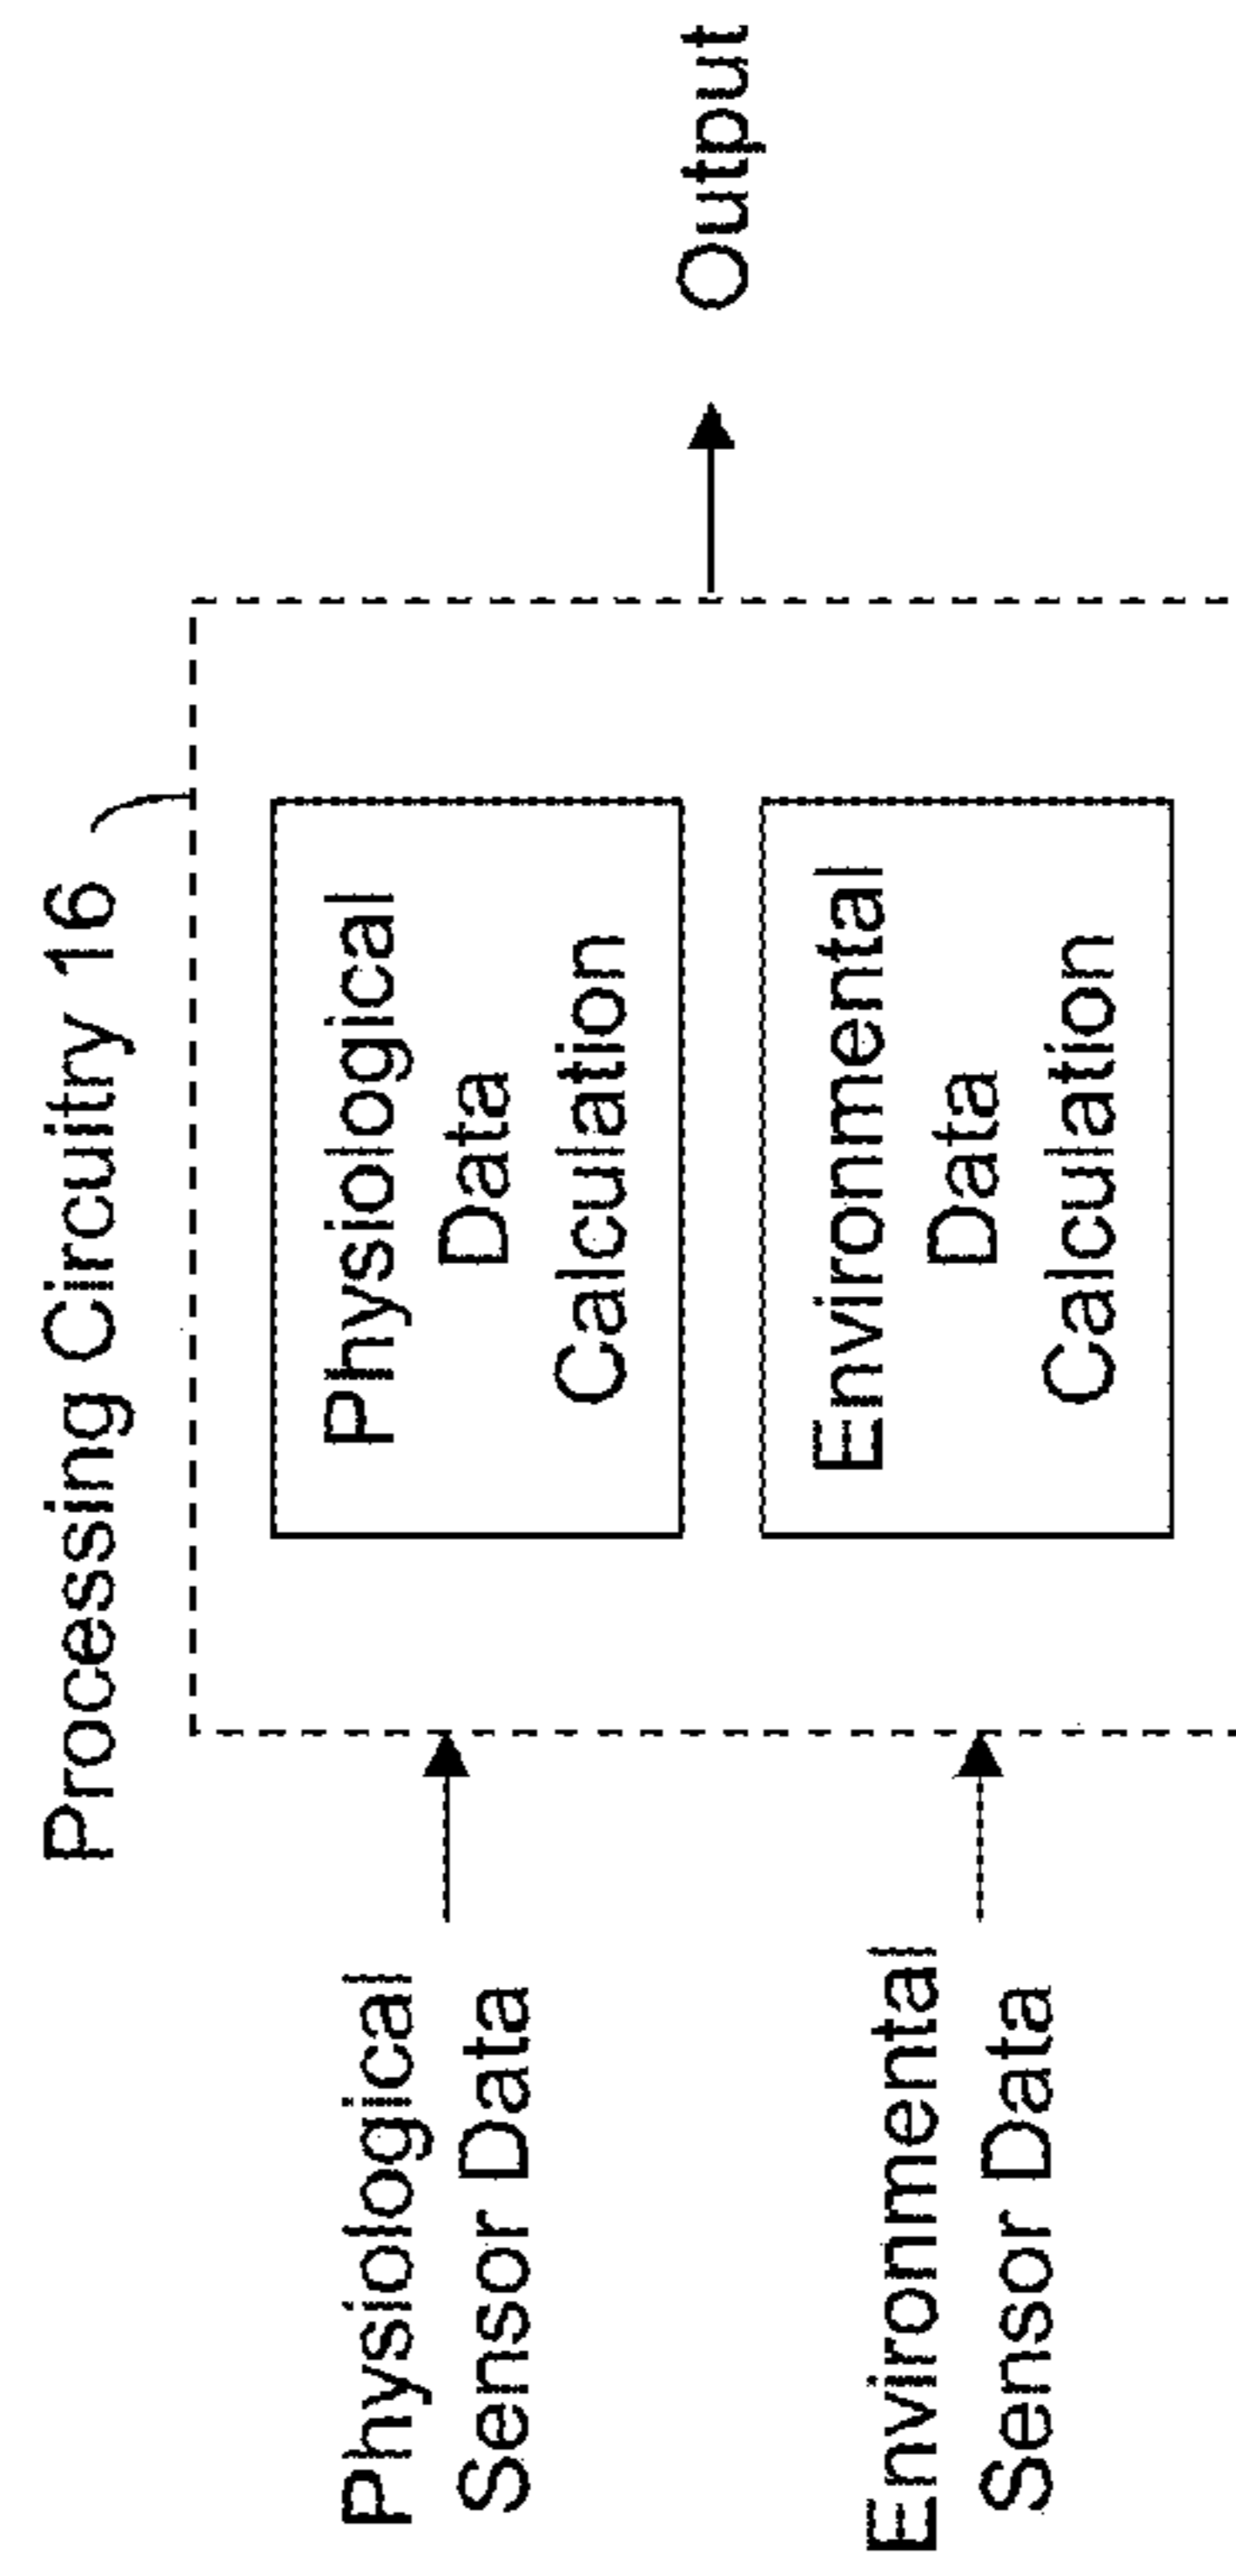 Processing Circuitry 16
Physiological
Sensor Data
Environmental
Sensor Data
Physiological
Data
Calculation
Environmental
Data
Calculation
Output